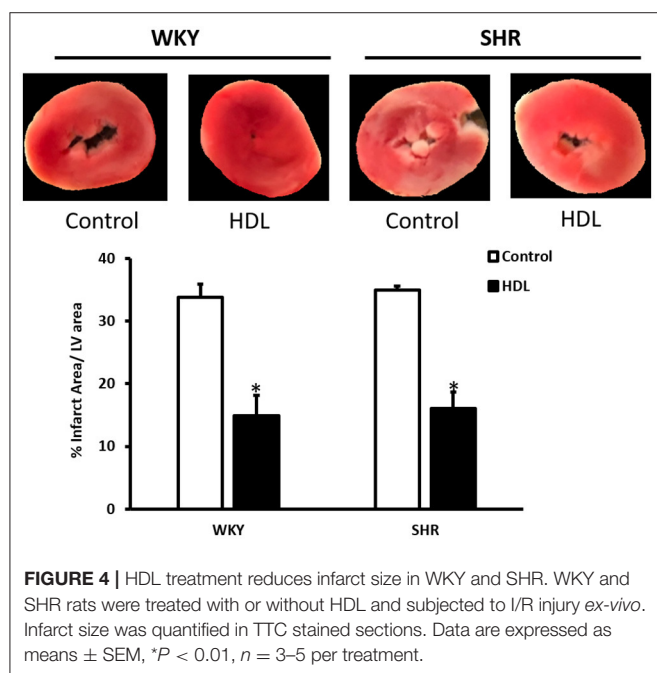 WKY SHR
Control HDL Control HDL
Control
HDL
40
30
20
10
0
% Infarct Area/ LV area
*
*
WKY SHR
FIGURE 4 | HDL treatment reduces infarct size in WKY and SHR. WKY and
SHR rats were treated with or without HDL and subjected to I/R injury ex-vivo.
Infarct size was quantified in TTC stained sections. Data are expressed as
means ± SEM, *P < 0.01, n = 3–5 per treatment.